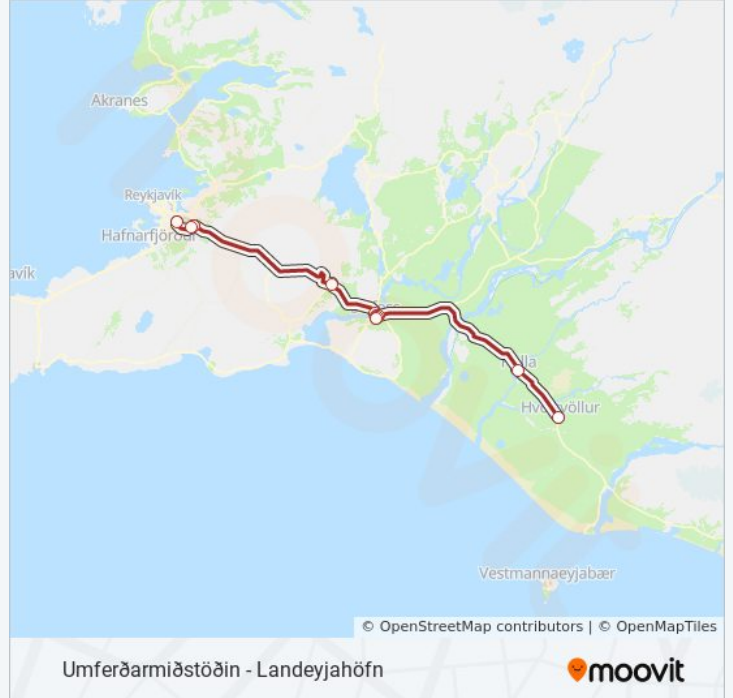 Akranes
Reykjavík
Hafnarfjörður
avík
Hvolsvöllur
Vestmannaeyjabær
© OpenStreetMap contributors | © OpenMapTiles
Umferðarmiðstöðin - Landeyjahöfn
moovit